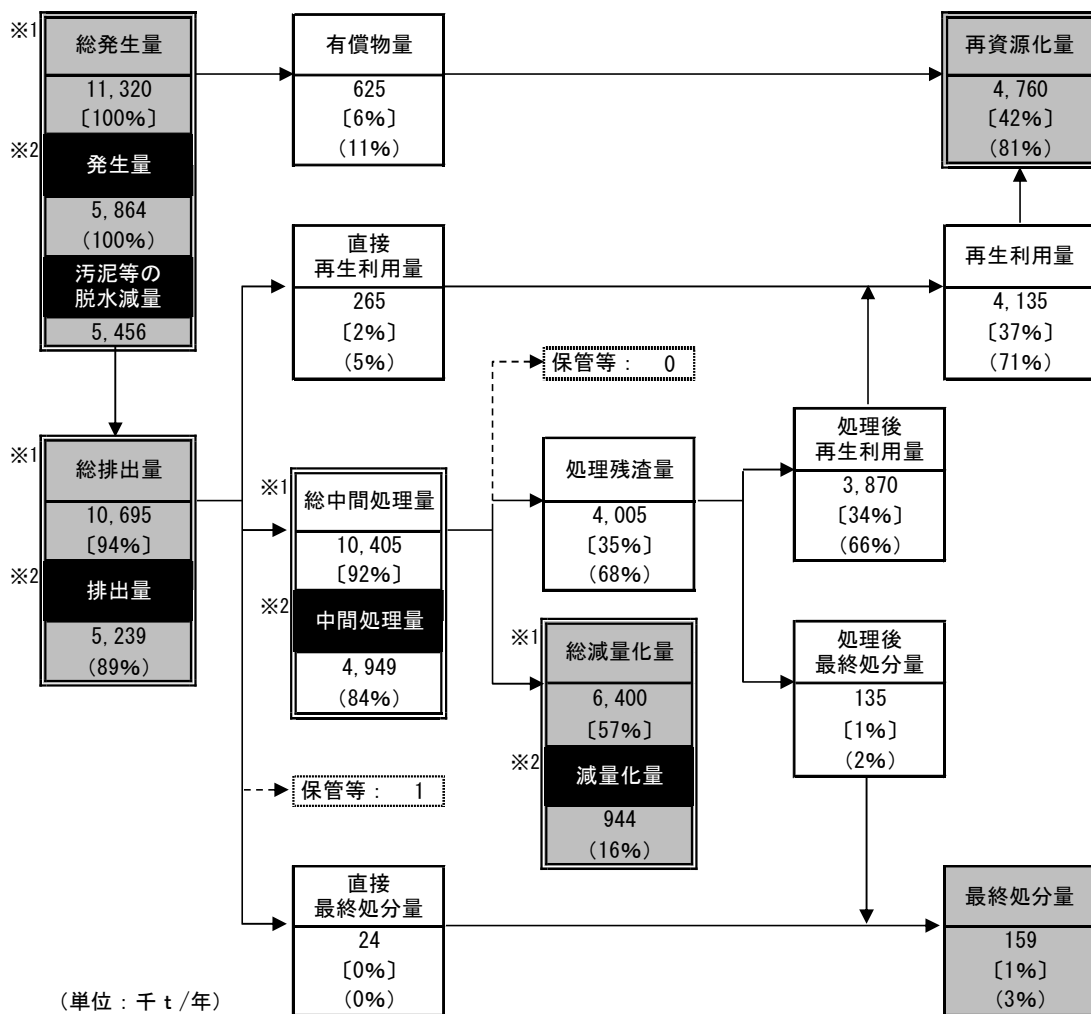 ※1
総発生量
11,320
〔100%〕
※2
発生量
5,864
(100%)
汚泥等の
脱水減量
5,456
有償物量
625
〔6%〕
(11%)
再資源化量
4,760
〔42%〕
(81%)
直接
再生利用量
265
〔2%〕
(5%)
再生利用量
4,135
〔37%〕
(71%)
保管等： 0
※1
総排出量
10,695
〔94%〕
※2
排出量
5,239
(89%)
※1
総中間処理量
10,405
〔92%〕
※2
中間処理量
4,949
(84%)
処理残渣量
4,005
〔35%〕
(68%)
処理後
再生利用量
3,870
〔34%〕
(66%)
※1
総減量化量
6,400
〔57%〕
※2
減量化量
944
(16%)
処理後
最終処分量
135
〔1%〕
(2%)
保管等： 1
直接
最終処分量
24
〔0%〕
(0%)
最終処分量
159
〔1%〕
(3%)
（単位：千ｔ/年）